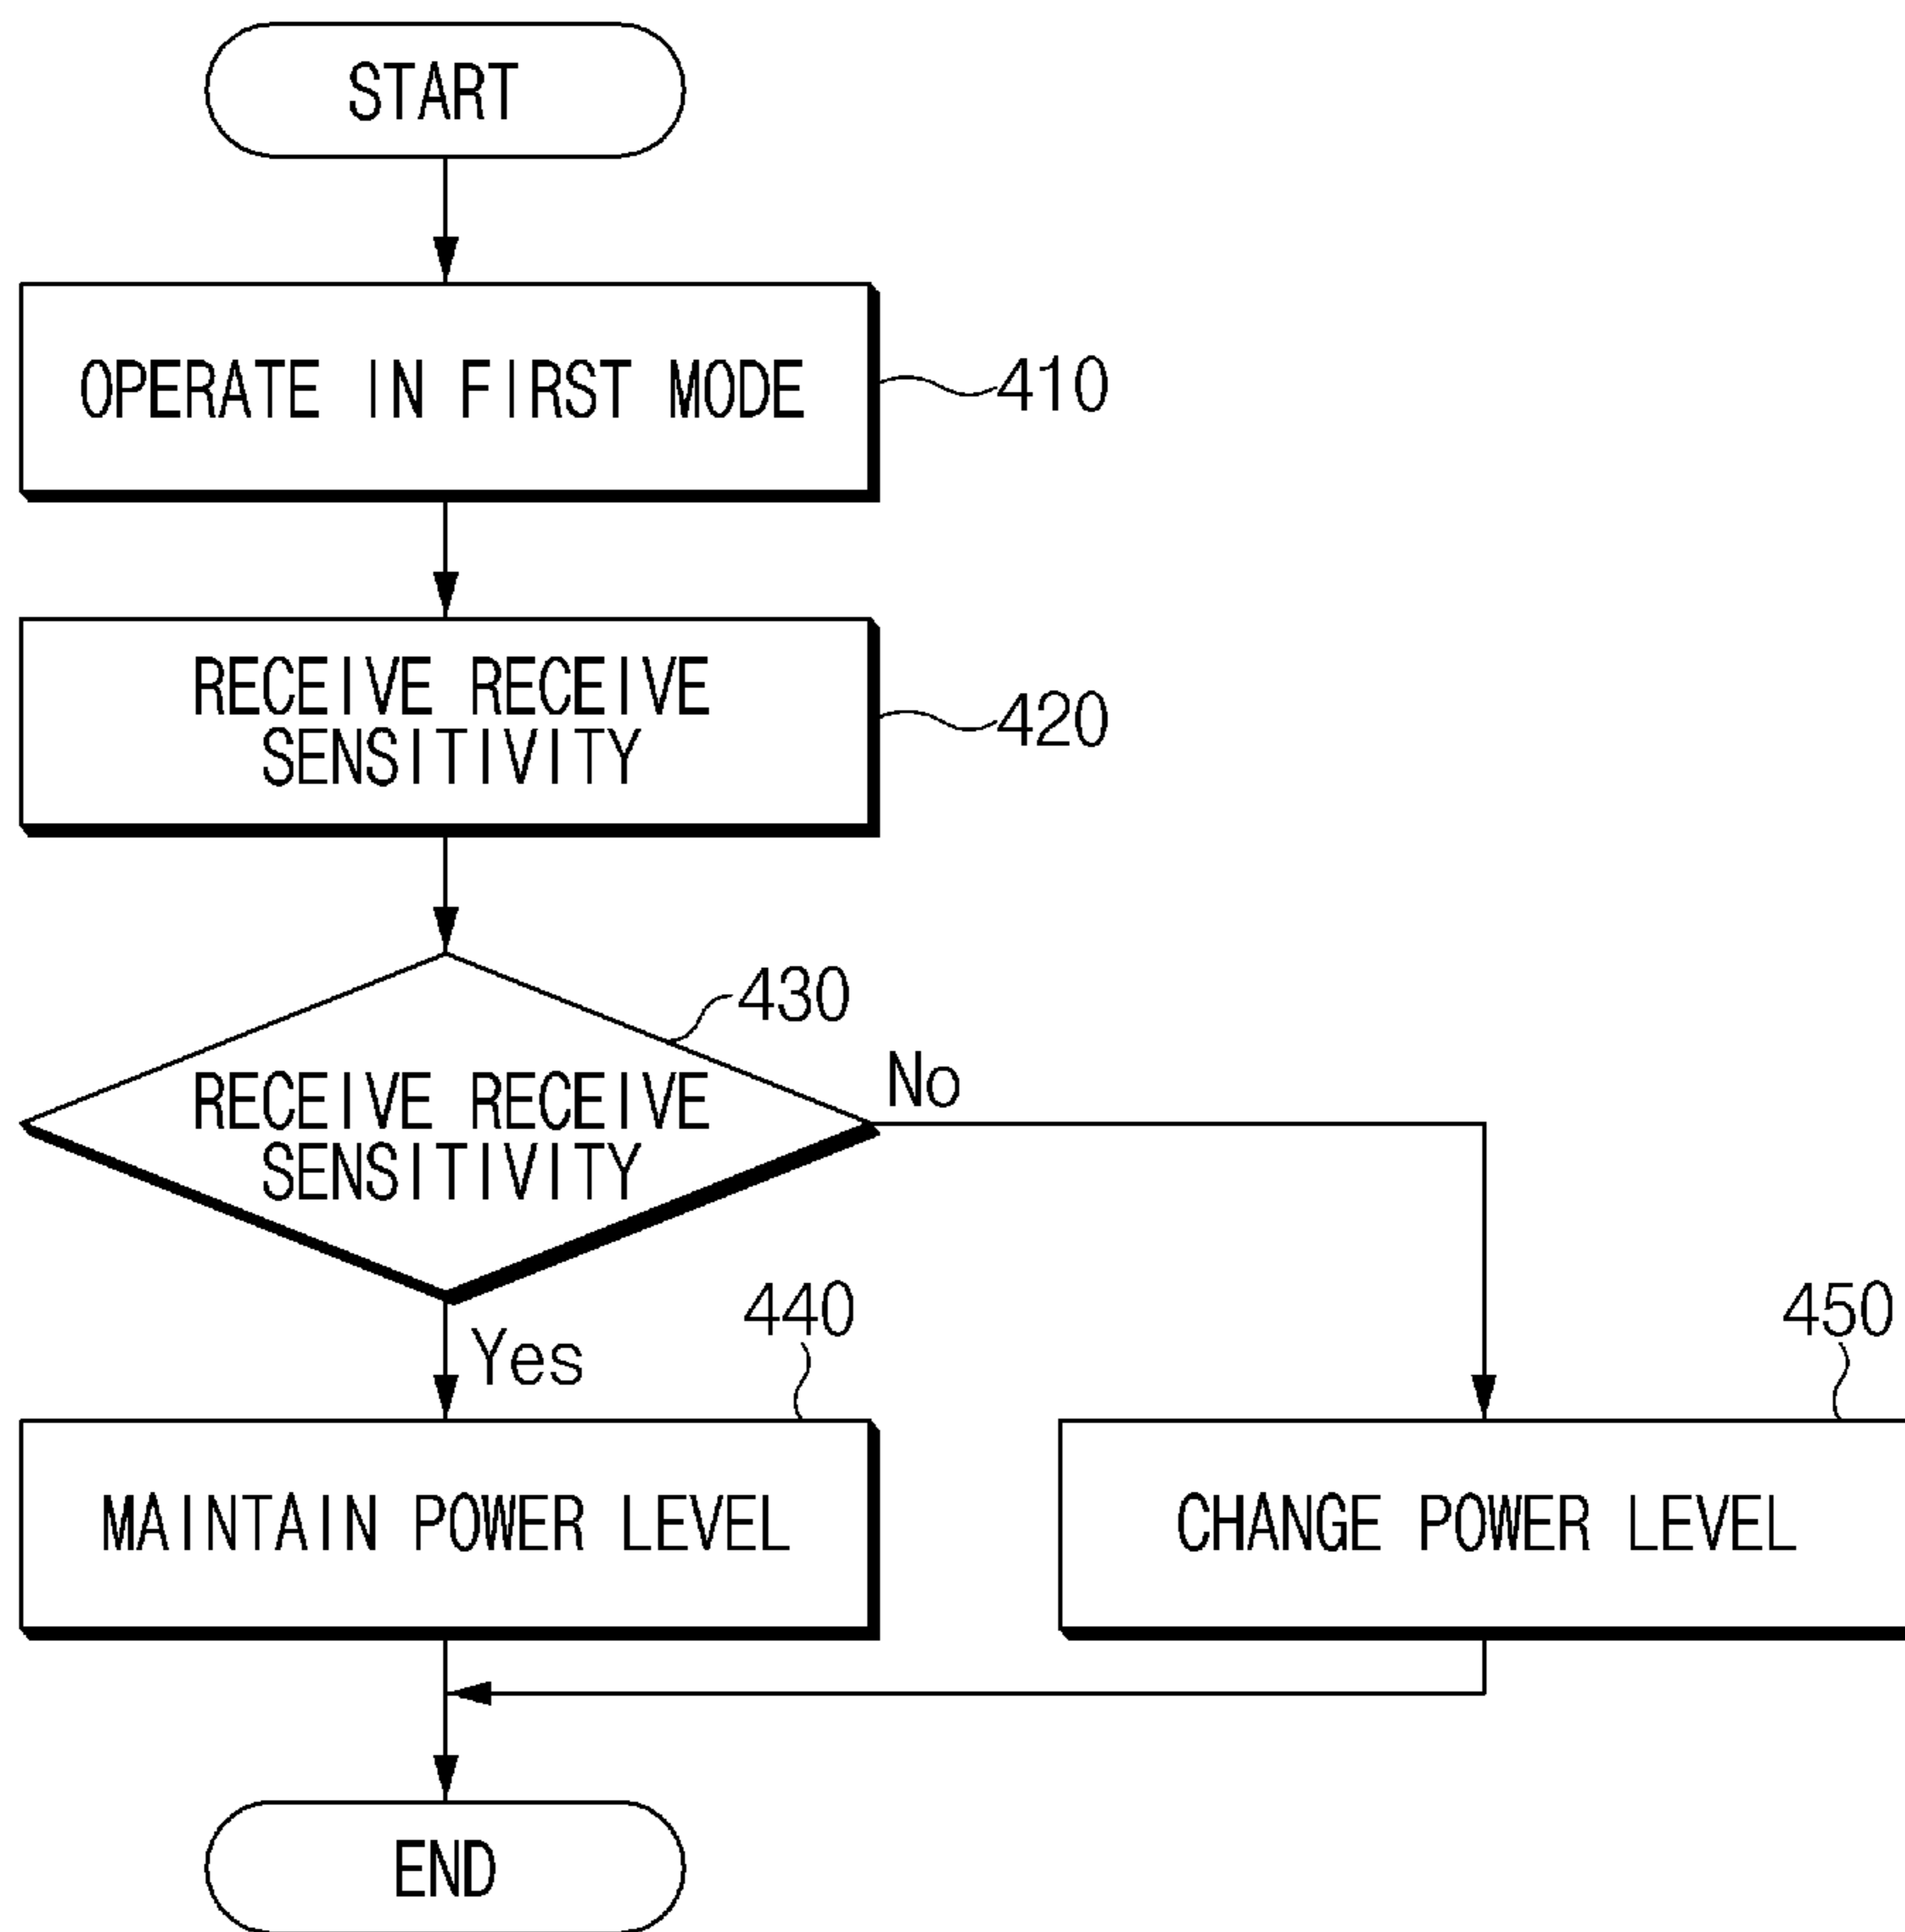 START
OPERATE IN FIRST MODE
410
RECEIVE RECEIVE
SENSITIVITY
420
430
RECEIVE RECEIVE
SENSITIVITY
No
Yes
440
450
MAINTAIN POWER LEVEL
CHANGE POWER LEVEL
END